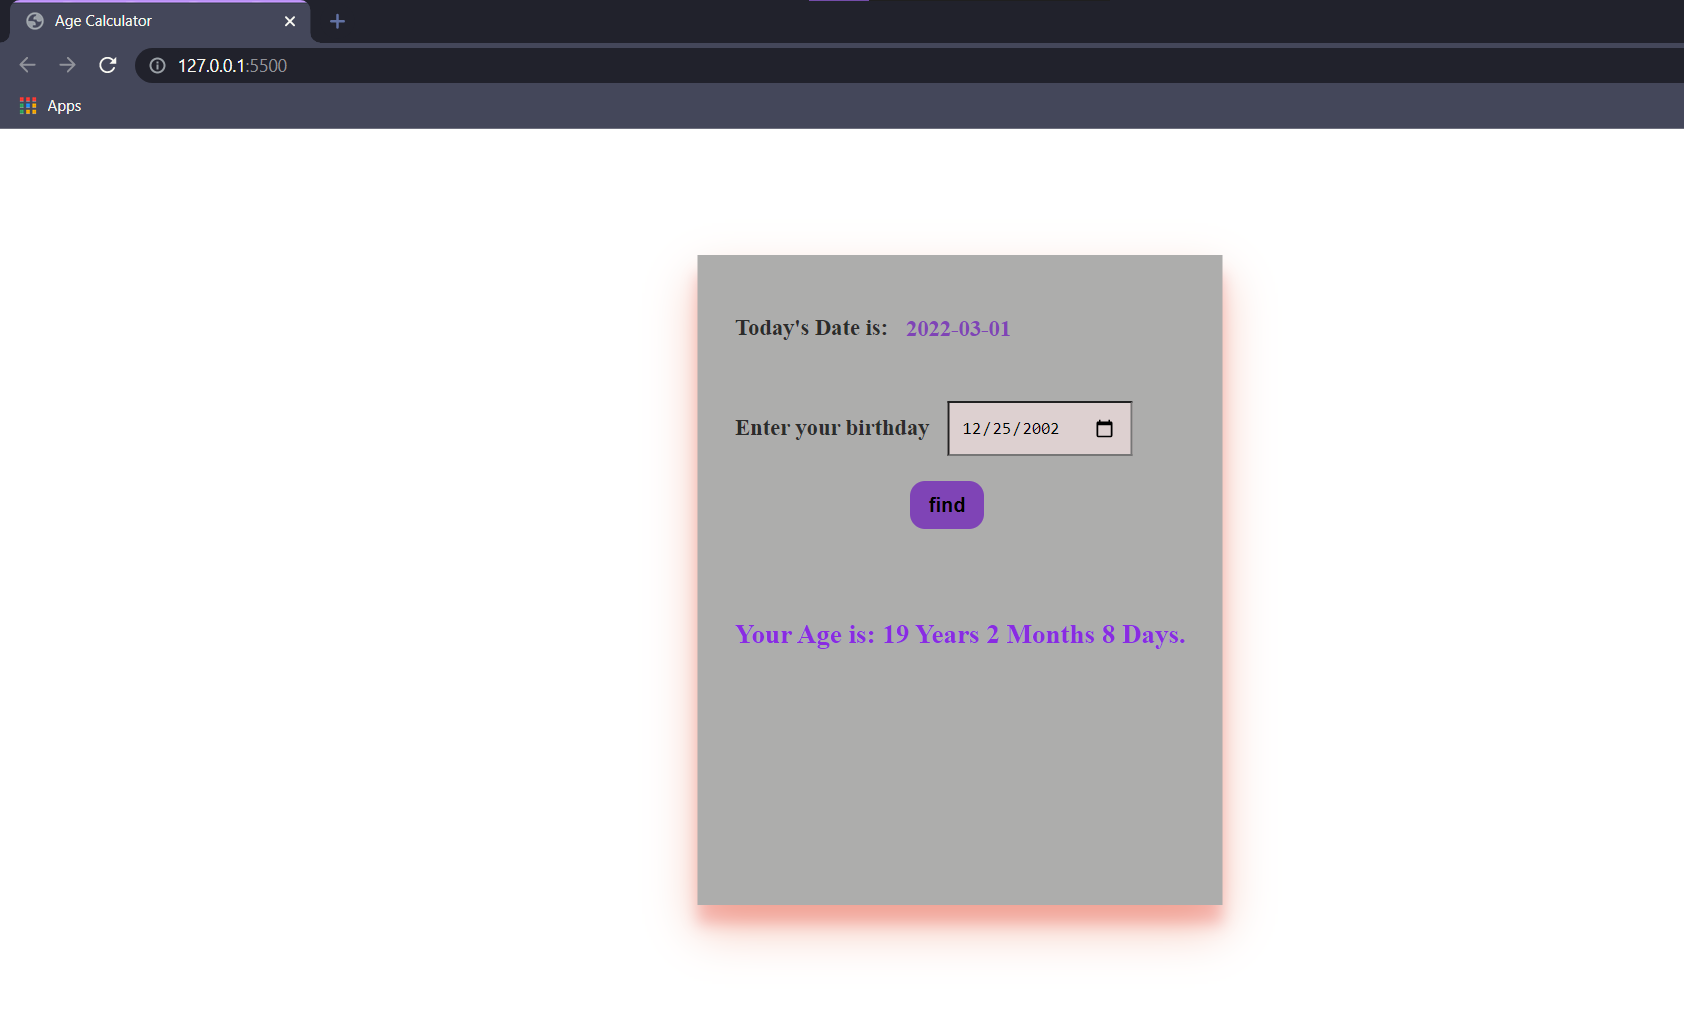 Age Calculator
127.0.0.1:5500
Apps
Today's Date is: 2022-03-01
Enter your birthday 12/25/2002
find
Your Age is: 19 Years 2 Months 8 Days.